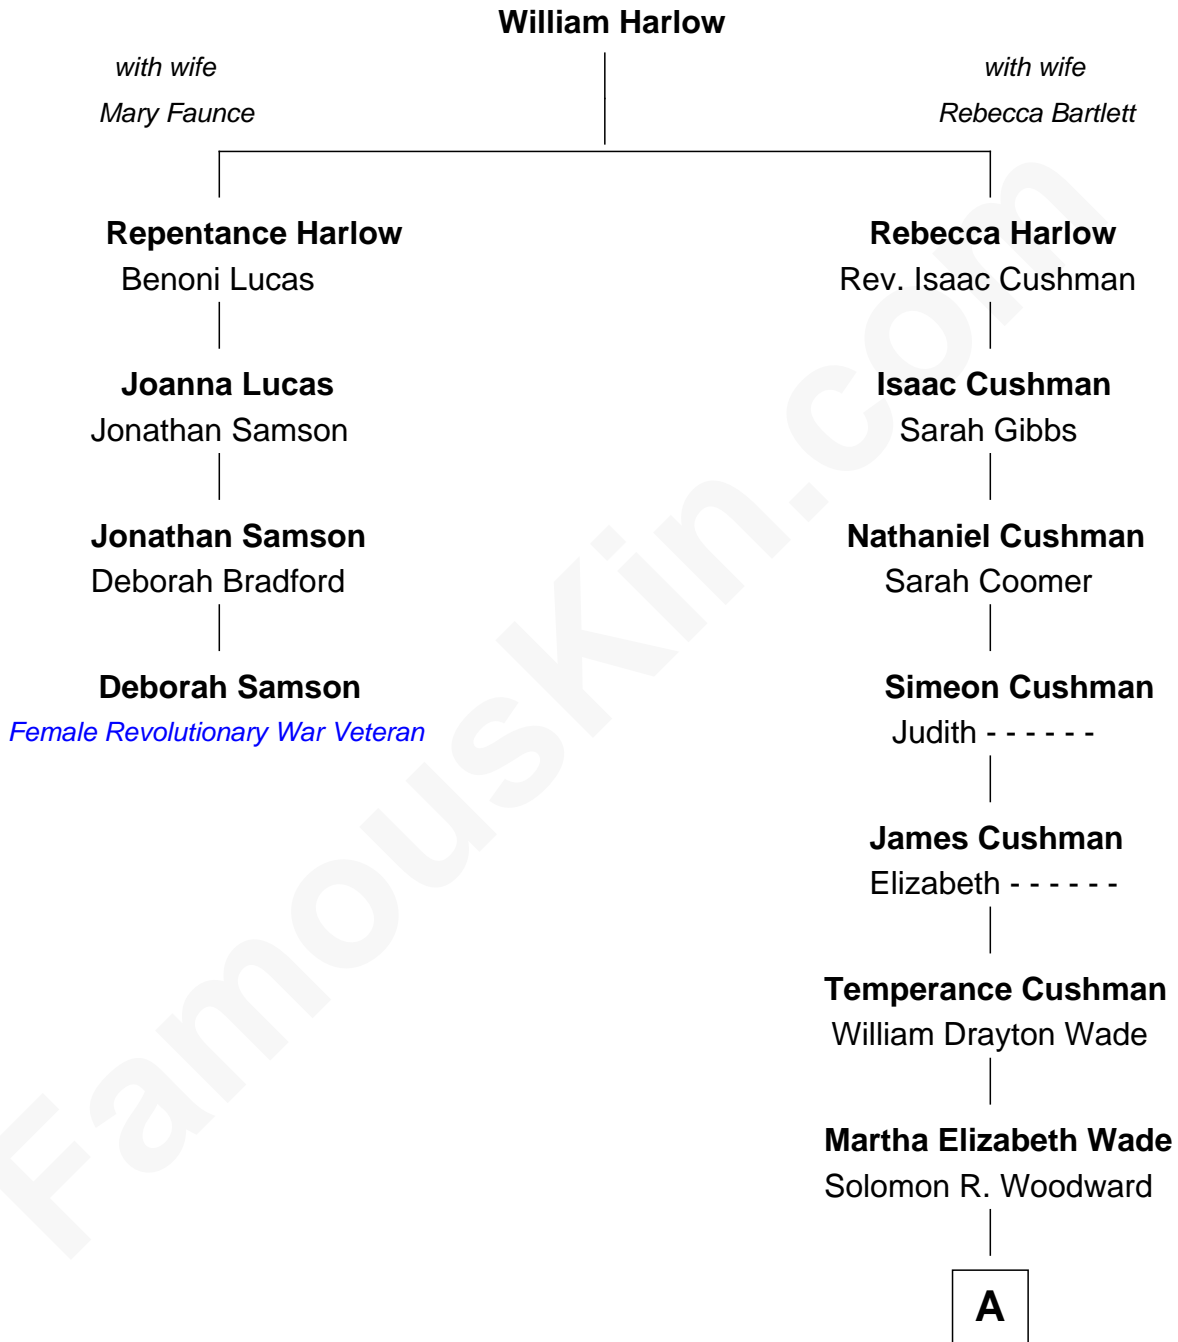 William Harlow
with wife
Mary Faunce
with wife
Rebecca Bartlett
Repentance Harlow
Benoni Lucas
Rebecca Harlow
Rev. Isaac Cushman
Joanna Lucas
Jonathan Samson
Isaac Cushman
Sarah Gibbs
Jonathan Samson
Deborah Bradford
Nathaniel Cushman
Sarah Coomer
Deborah Samson
Female Revolutionary War Veteran
Simeon Cushman
Judith - - - - - -
James Cushman
Elizabeth - - - - - -
Temperance Cushman
William Drayton Wade
Martha Elizabeth Wade
Solomon R. Woodward
A
FamousKin.com